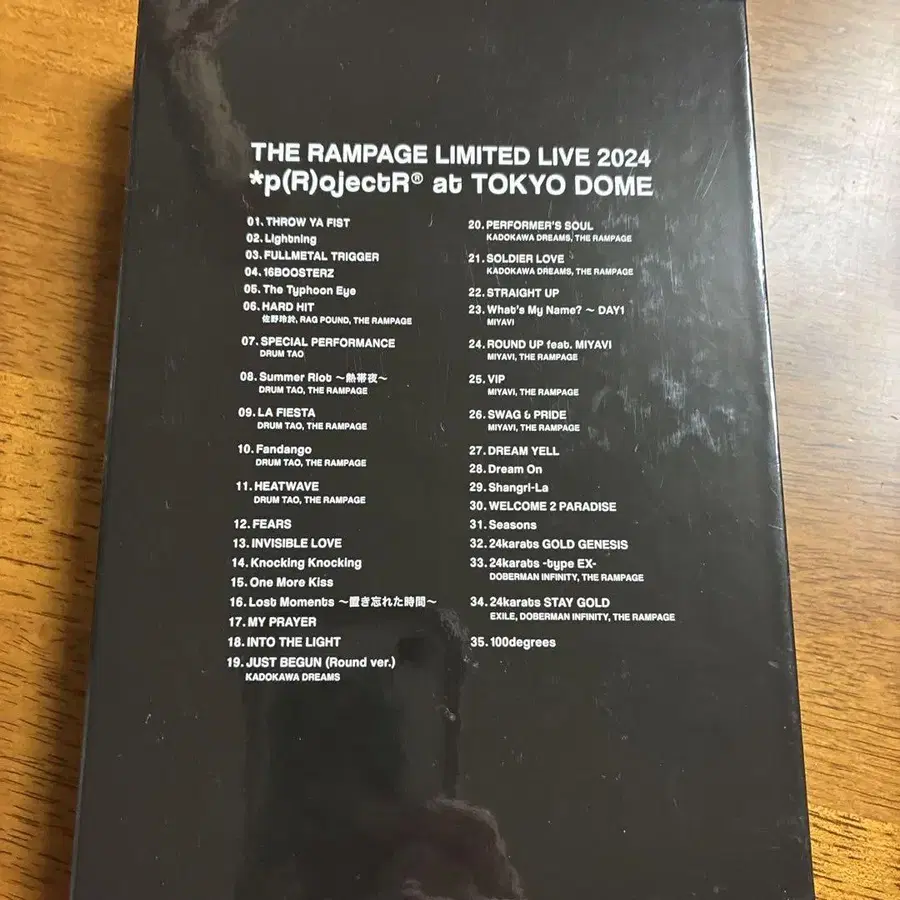 THE RAMPAGE LIMITED LIVE 2024
*p(R)ojectR® at TOKYO DOME
01. THROW YA FIST
02. Lightning
03. FULLMETAL TRIGGER
04. 16BOOSTERZ
05. The Typhoon Eye
06. HARD HIT
佐野玲於, RAG POUND, THE RAMPAGE
07. SPECIAL PERFORMANCE
DRUM TAO
08. Summer Riot ～熱帯夜～
DRUM TAO, THE RAMPAGE
09. LA FIESTA
DRUM TAO, THE RAMPAGE
10. Fandango
DRUM TAO, THE RAMPAGE
11. HEATWAVE
DRUM TAO, THE RAMPAGE
12. FEARS
13. INVISIBLE LOVE
14. Knocking Knocking
15. One More Kiss
16. Lost Moments ～置き忘れた時間～
17. MY PRAYER
18. INTO THE LIGHT
19. JUST BEGUN (Round ver.)
KADOKAWA DREAMS
20. PERFORMER'S SOUL
KADOKAWA DREAMS, THE RAMPAGE
21. SOLDIER LOVE
KADOKAWA DREAMS, THE RAMPAGE
22. STRAIGHT UP
23. What's My Name? ～ DAY1
MIYAVI
24. ROUND UP feat. MIYAVI
MIYAVI, THE RAMPAGE
25. VIP
MIYAVI, THE RAMPAGE
26. SWAG & PRIDE
MIYAVI, THE RAMPAGE
27. DREAM YELL
28. Dream On
29. Shangri-La
30. WELCOME 2 PARADISE
31. Seasons
32. 24karats GOLD GENESIS
33. 24karats -type EX-
DOBERMAN INFINITY, THE RAMPAGE
34. 24karats STAY GOLD
EXILE, DOBERMAN INFINITY, THE RAMPAGE
35. 100degrees